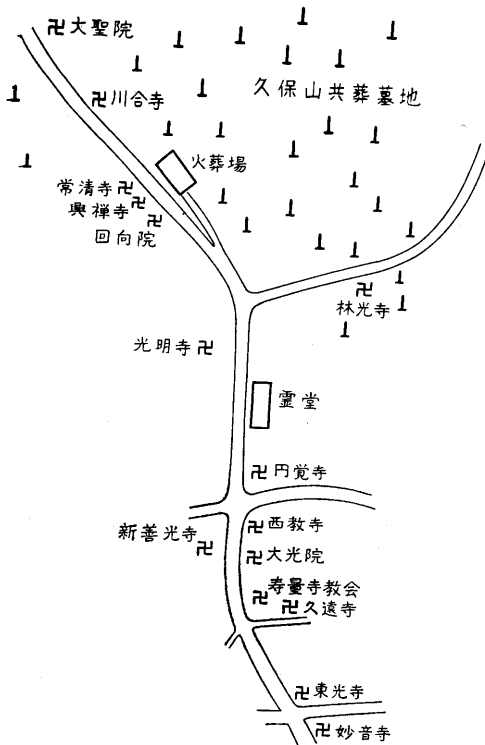 卍大聖院
久保山共葬墓地
卍川合寺
火葬場
常清寺卍
興禅寺卍
回向院卍
卍林光寺
光明寺卍
霊堂
卍円覚寺
卍西教寺
新善光寺卍
卍大光院
卍寿量寺教会
卍久遠寺
卍東光寺
卍妙音寺